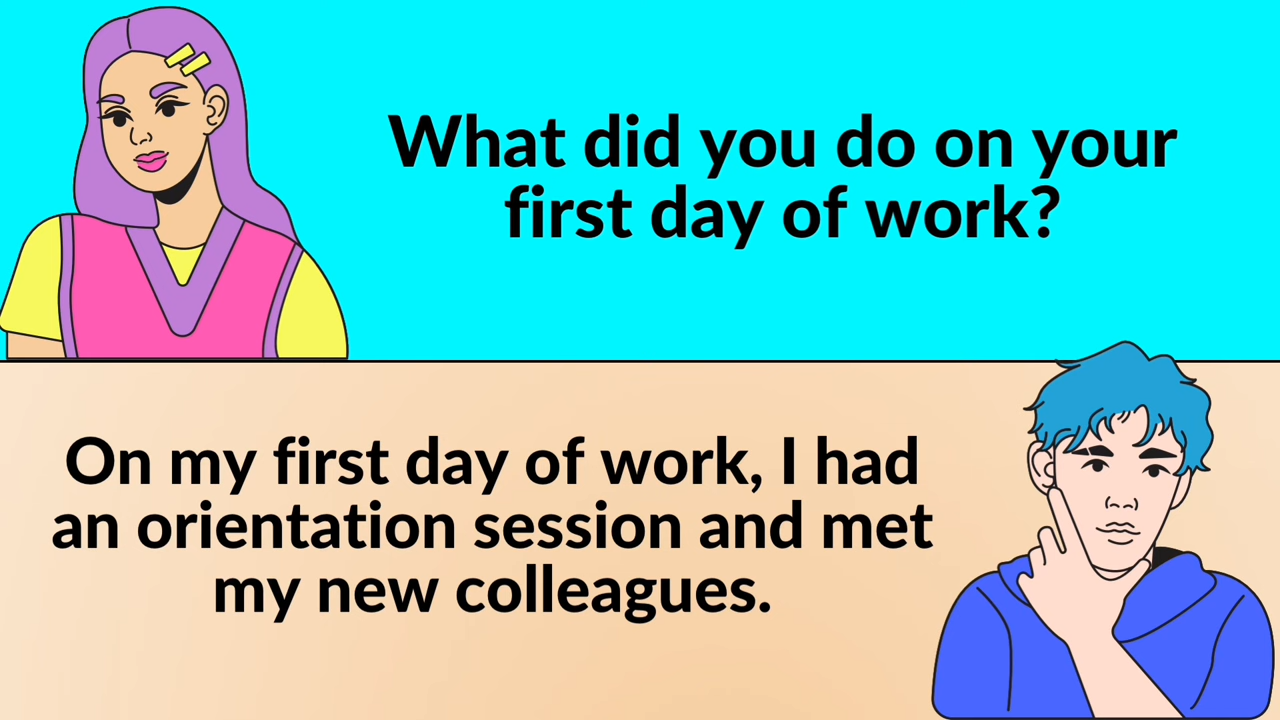 What did you do on your
first day of work?
On my first day of work, I had
an orientation session and met
my new colleagues.